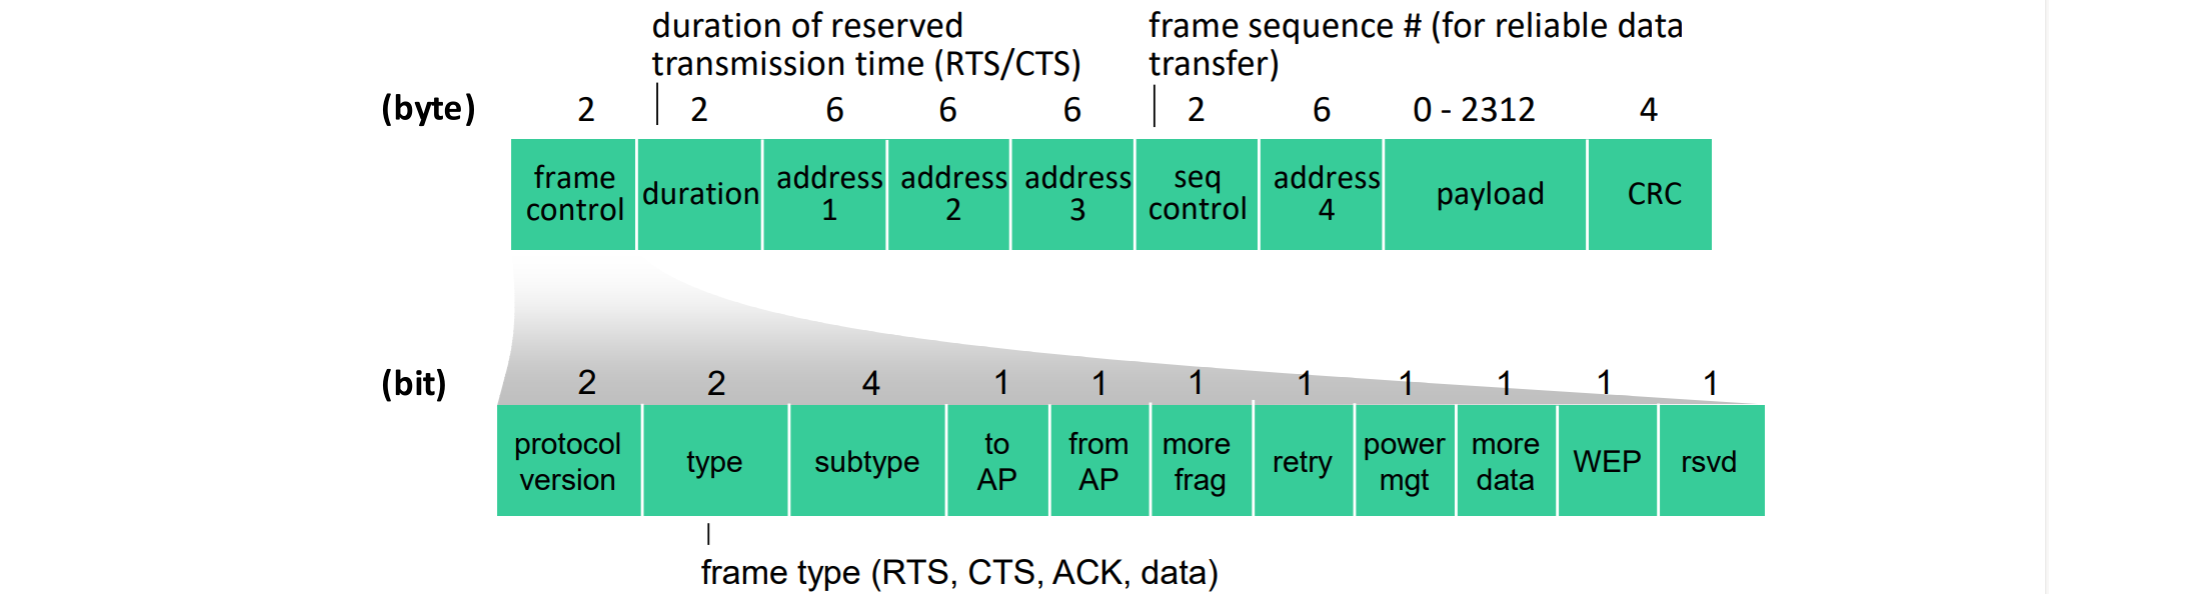 duration of reserved
transmission time (RTS/CTS)
frame sequence # (for reliable data
transfer)
(byte) 2 2 6 6 6 2 6 0 - 2312 4
frame
control
duration
address
1
address
2
address
3
seq
control
address
4
payload
CRC
(bit) 2 2 4 1 1 1 1 1 1 1 1
protocol
version
type
subtype
to
AP
from
AP
more
frag
retry
power
mgt
more
data
WEP
rsvd
frame type (RTS, CTS, ACK, data)